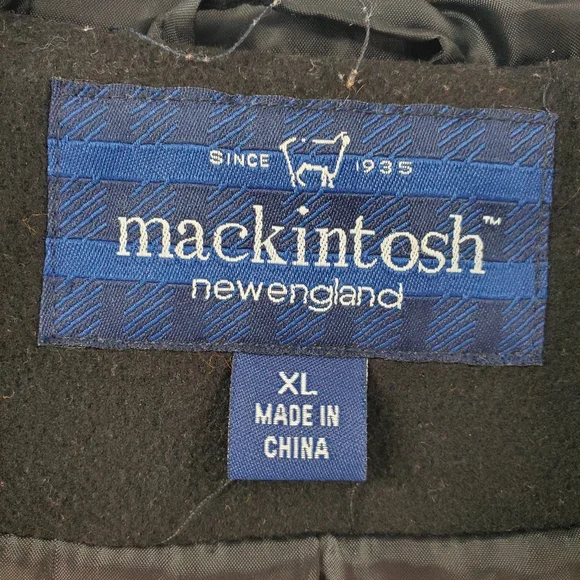 SINCE 1935
mackintosh™
newengland
XL
MADE IN
CHINA